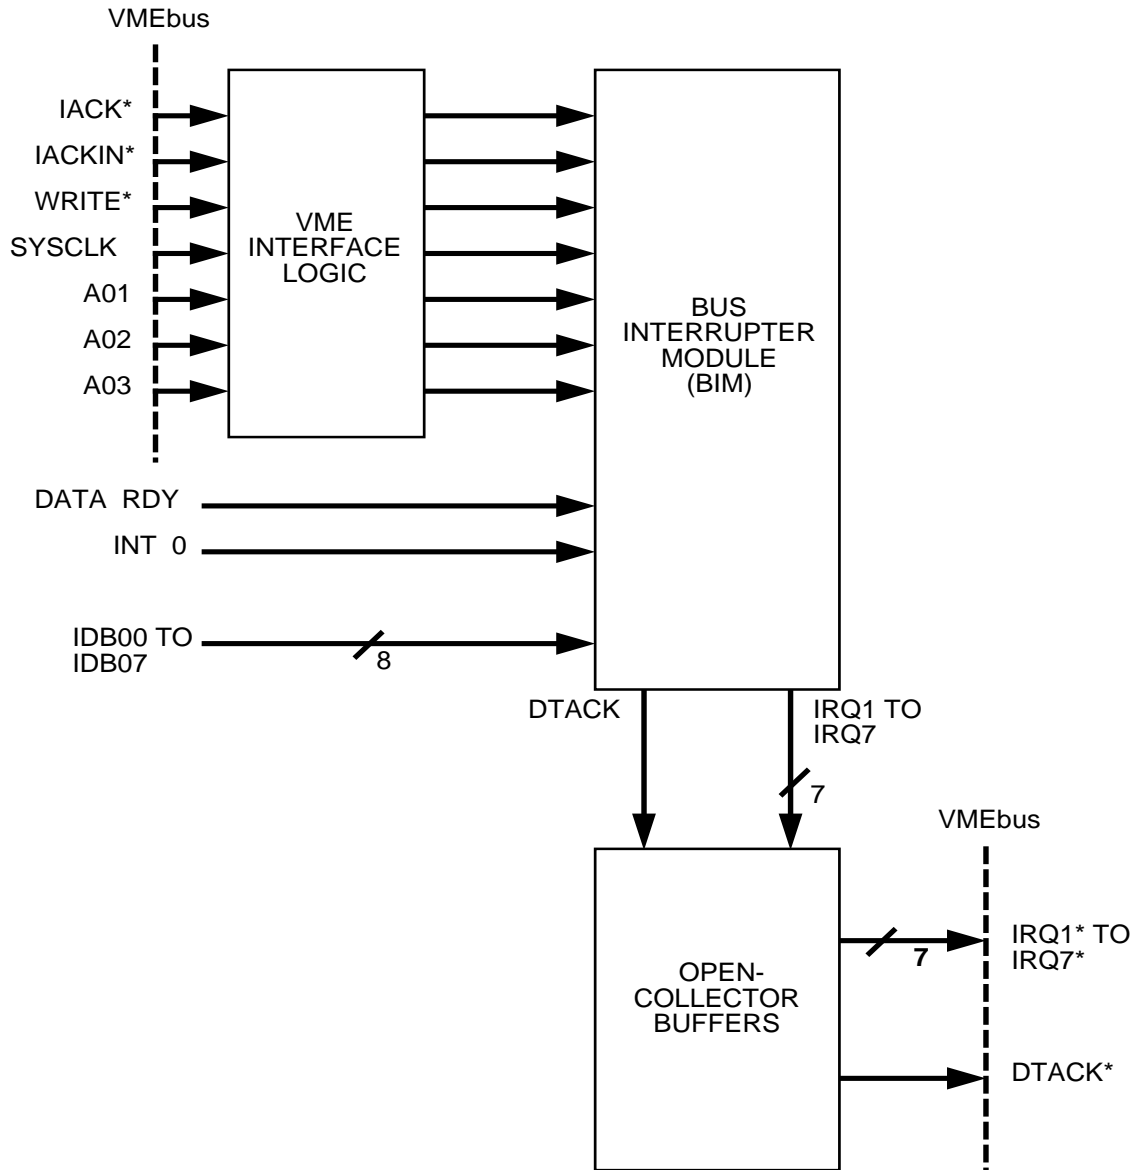 VMEbus
IACK*
IACKIN*
WRITE*
SYSCLK
A01
A02
A03
VME
INTERFACE
LOGIC
BUS
INTERRUPTER
MODULE
(BIM)
DATA RDY
INT 0
IDB00 TO
IDB07
8
DTACK
IRQ1 TO
IRQ7
7
VMEbus
OPEN-
COLLECTOR
BUFFERS
7
IRQ1* TO
IRQ7*
DTACK*